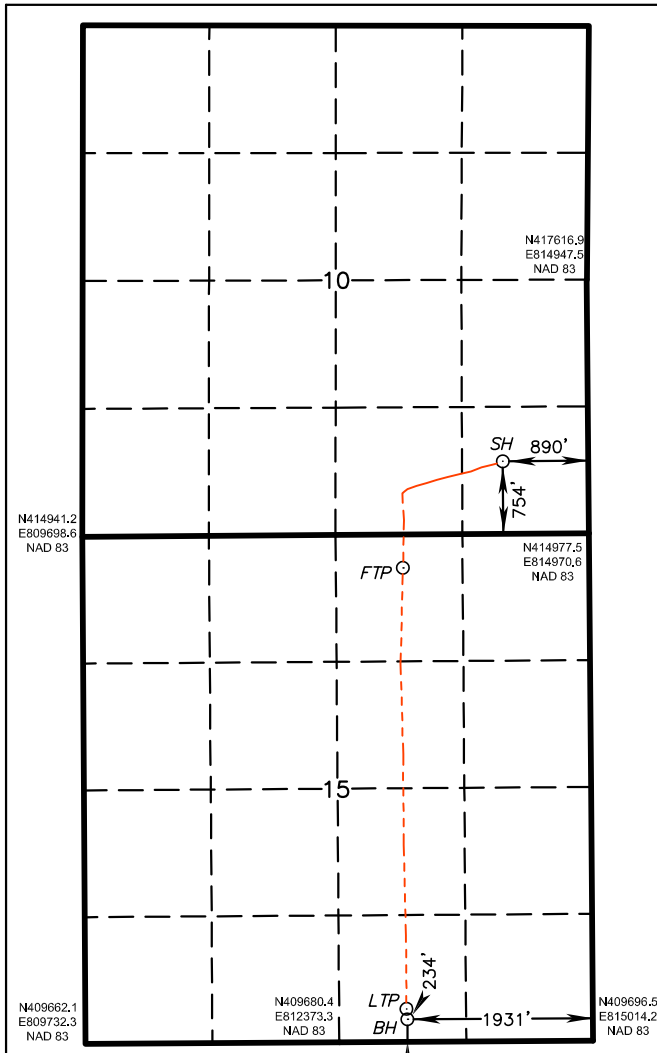 N417616.9
E814947.5
NAD 83
10
SH
890'
754'
N414941.2
E809698.6
NAD 83
N414977.5
E814970.6
NAD 83
FTP
15
234'
LTP
BH
1931'
N409662.1
E809732.3
NAD 83
N409680.4
E812373.3
NAD 83
N409696.5
E815014.2
NAD 83